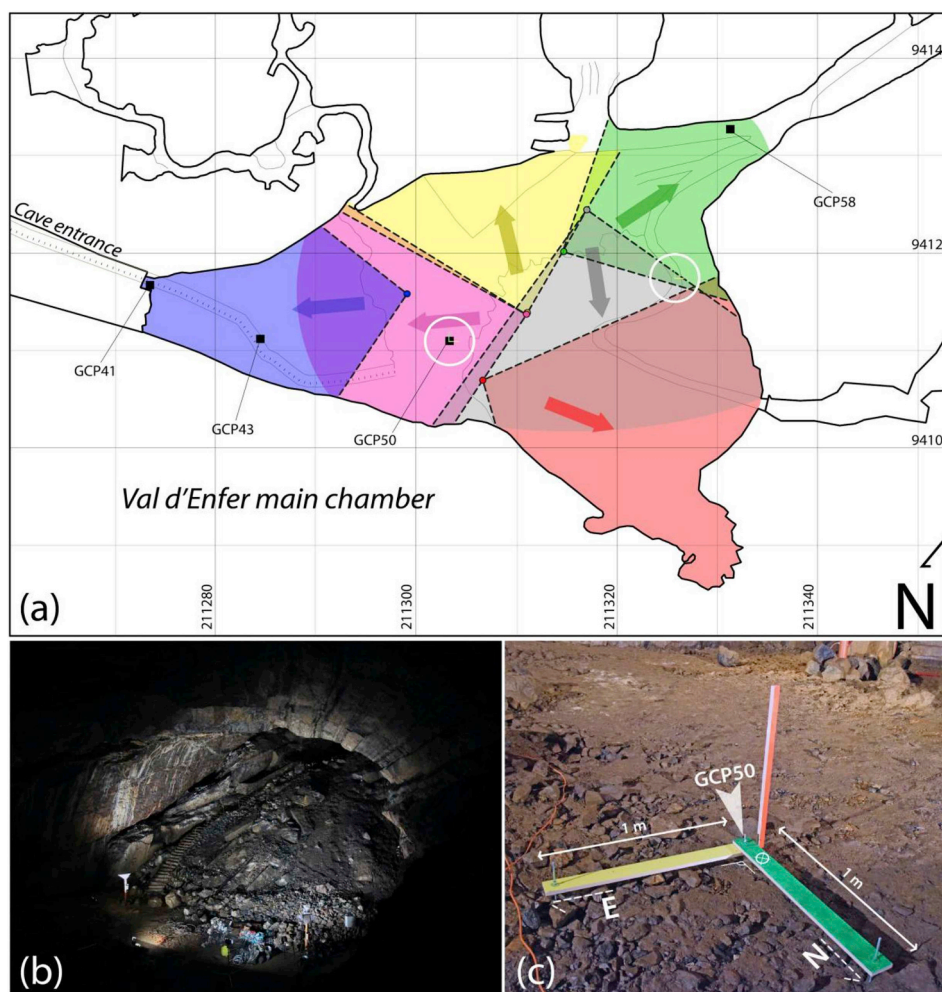 9414
Cave entrance
GCP58
9412
GCP41
GCP43
GCP50
9410
Val d'Enfer main chamber
(a)
211280
211300
211320
211340
N
(b)
GCP50
1 m
1 m
E
N
(c)